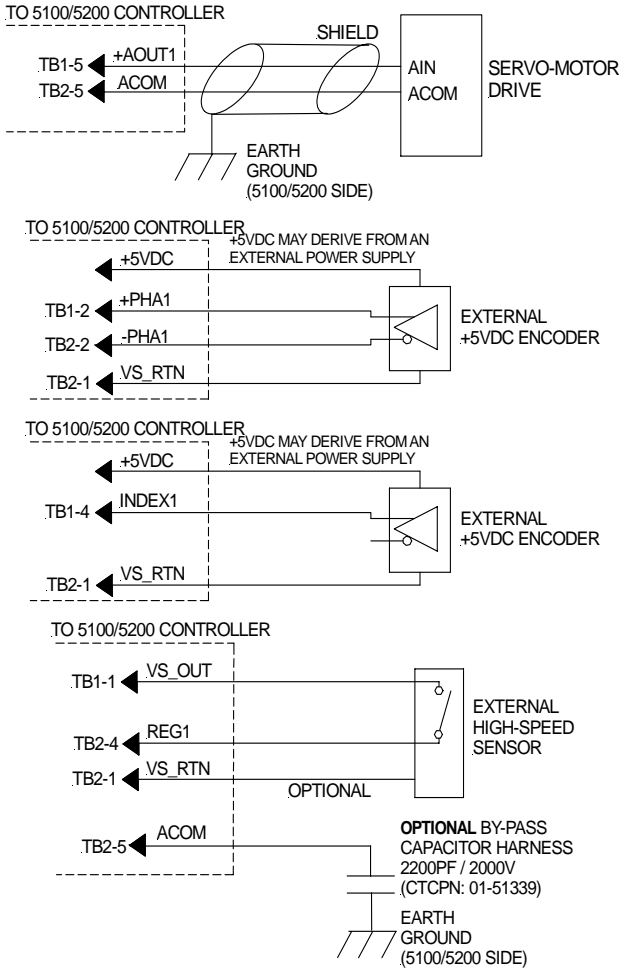 TO 5100/5200 CONTROLLER
SHIELD
TB1-5 +AOUT1
AIN
SERVO-MOTOR
DRIVE
TB2-5 ACOM
ACOM
EARTH
GROUND
(5100/5200 SIDE)
TO 5100/5200 CONTROLLER
+5VDC MAY DERIVE FROM AN
EXTERNAL POWER SUPPLY
+5VDC
TB1-2 +PHA1
EXTERNAL
+5VDC ENCODER
TB2-2 -PHA1
TB2-1 VS_RTN
TO 5100/5200 CONTROLLER
+5VDC MAY DERIVE FROM AN
EXTERNAL POWER SUPPLY
+5VDC
TB1-4 INDEX1
EXTERNAL
+5VDC ENCODER
TB2-1 VS_RTN
TO 5100/5200 CONTROLLER
TB1-1 VS_OUT
EXTERNAL
HIGH-SPEED
SENSOR
TB2-4 REG1
TB2-1 VS_RTN
OPTIONAL
TB2-5 ACOM
OPTIONAL BY-PASS
CAPACITOR HARNESS
2200PF / 2000V
(CTCPN: 01-51339)
EARTH
GROUND
(5100/5200 SIDE)